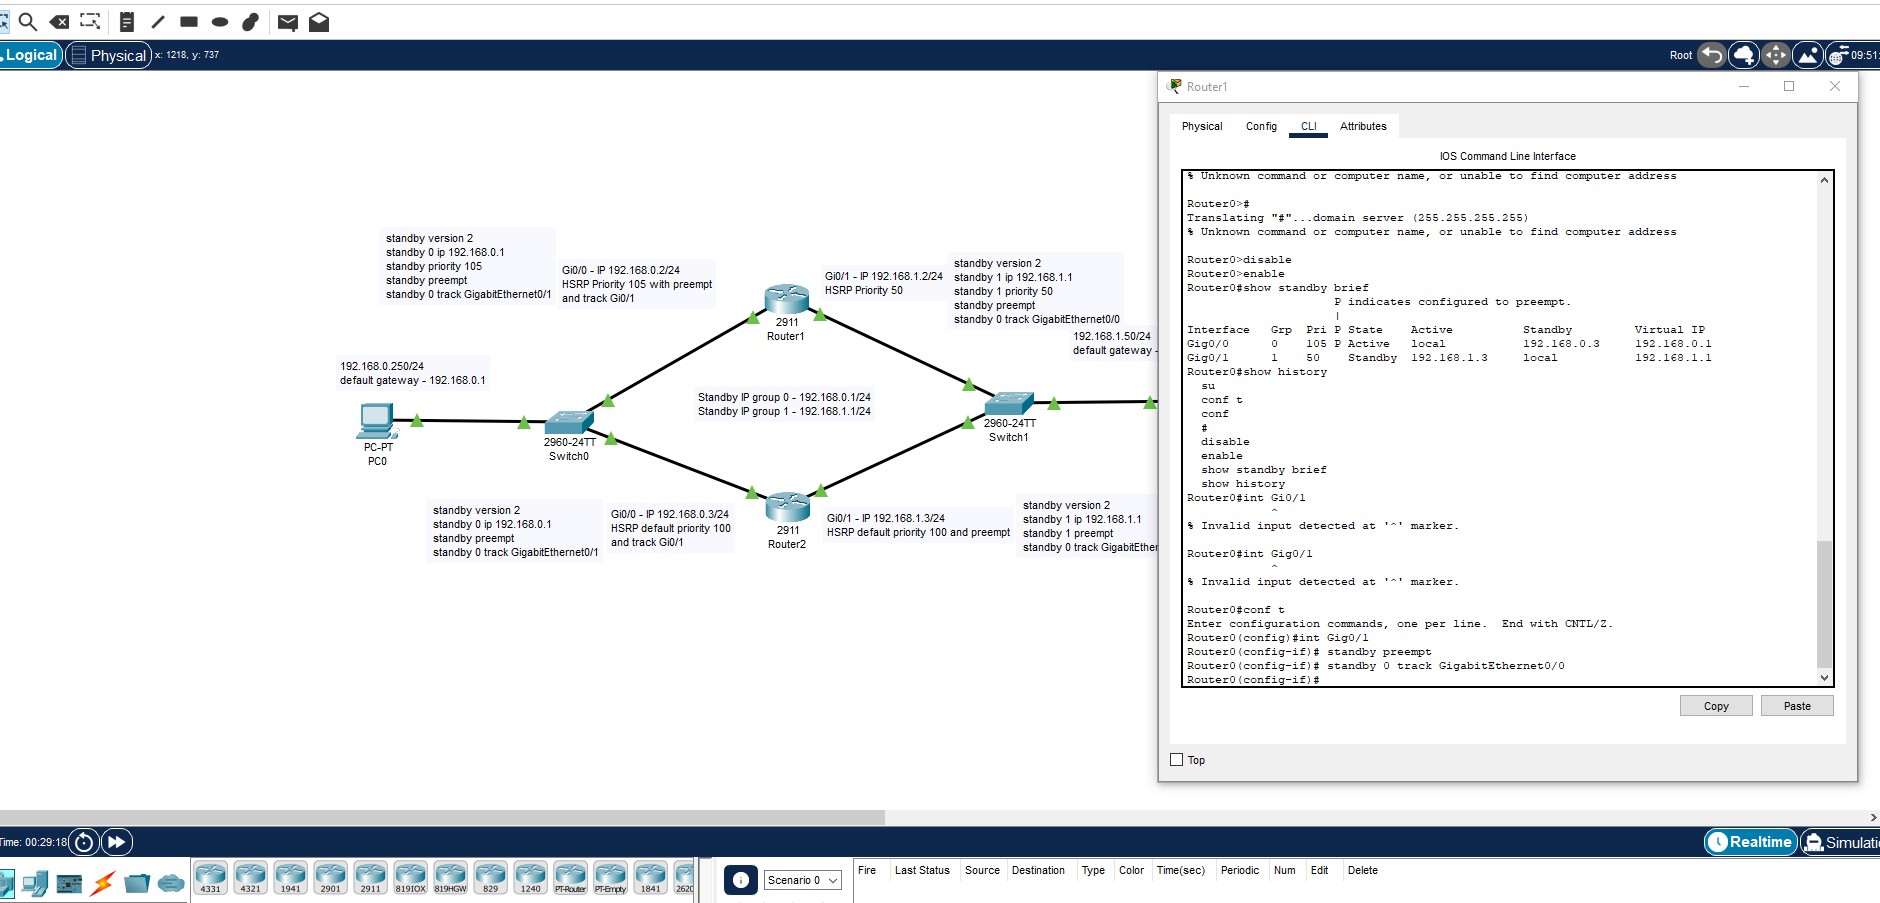 Logical
Physical
x: 1218, y: 737
Root
09:51:
standby version 2
standby 0 ip 192.168.0.1
standby priority 105
standby preempt
standby 0 track GigabitEthernet0/1
Gi0/0 - IP 192.168.0.2/24
HSRP Priority 105 with preempt
and track Gi0/1
2911
Router1
Gi0/1 - IP 192.168.1.2/24
HSRP Priority 50
standby version 2
standby 1 ip 192.168.1.1
standby 1 priority 50
standby preempt
standby 0 track GigabitEthernet0/0
192.168.1.50/24
default gateway -
192.168.0.250/24
default gateway - 192.168.0.1
PC-PT
PC0
2960-24TT
Switch0
Standby IP group 0 - 192.168.0.1/24
Standby IP group 1 - 192.168.1.1/24
2960-24TT
Switch1
standby version 2
standby 0 ip 192.168.0.1
standby preempt
standby 0 track GigabitEthernet0/1
Gi0/0 - IP 192.168.0.3/24
HSRP default priority 100
and track Gi0/1
2911
Router2
Gi0/1 - IP 192.168.1.3/24
HSRP default priority 100 and preempt
standby version 2
standby 1 ip 192.168.1.1
standby 1 preempt
standby 0 track GigabitEther
Router1
Physical Config CLI Attributes
IOS Command Line Interface
% Unknown command or computer name, or unable to find computer address
Router0>#
Translating "#"...domain server (255.255.255.255)
% Unknown command or computer name, or unable to find computer address
Router0>disable
Router0>enable
Router0#show standby brief
P indicates configured to preempt.
|
Interface Grp Pri P State Active Standby Virtual IP
Gig0/0 0 105 P Active local 192.168.0.3 192.168.0.1
Gig0/1 1 50 Standby 192.168.1.3 local 192.168.1.1
Router0#show history
su
conf t
conf
#
disable
enable
show standby brief
show history
Router0#int Gi0/1
^
% Invalid input detected at '^' marker.
Router0#int Gig0/1
^
% Invalid input detected at '^' marker.
Router0#conf t
Enter configuration commands, one per line. End with CNTL/Z.
Router0(config)#int Gig0/1
Router0(config-if)# standby preempt
Router0(config-if)# standby 0 track GigabitEthernet0/0
Router0(config-if)#
Copy
Paste
Top
Time: 00:29:18
Realtime
Simulati
4331 4321 1941 2901 2911 819IOX 819HGW 829 1240 PT-Router PT-Empty 1841 2620
Scenario 0
Fire Last Status Source Destination Type Color Time(sec) Periodic Num Edit Delete